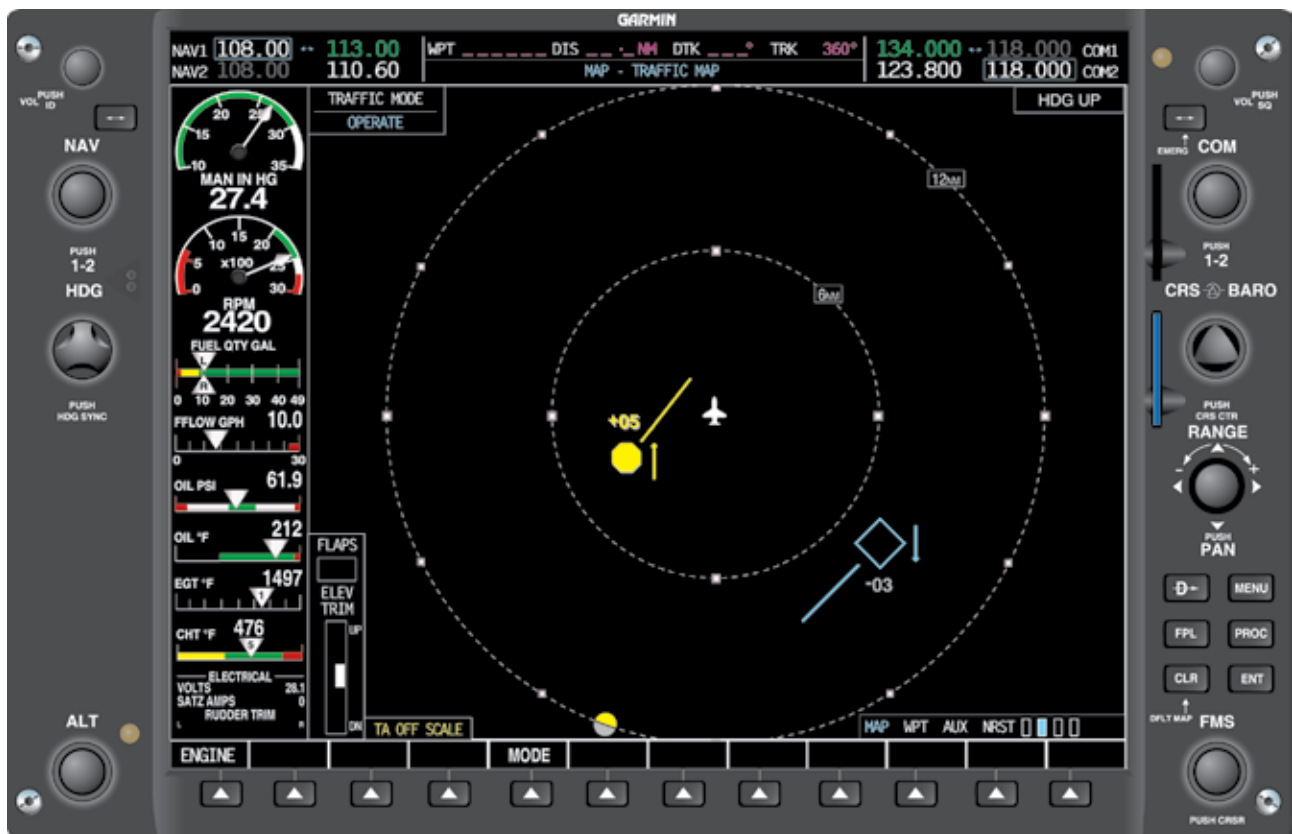 GARMIN
NAV1 108.00 ↔ 113.00 WPT _ _ _ _ _ _ DIS _ _ . _ NM DTK _ _ _° TRK 360° 134.000 ↔ 118.000 COM1
NAV2 108.00 110.60 MAP - TRAFFIC MAP 123.800 118.000 COM2
VOL PUSH ID
NAV
PUSH
1-2
HDG
PUSH
HDG SYNC
ALT
TRAFFIC MODE
OPERATE
HDG UP
10 15 20 25 30 35
MAN IN HG
27.4
0 5 10 15 20 25 30
x100
RPM
2420
FUEL QTY GAL
L
R
0 10 20 30 40 49
FFLOW GPH 10.0
0 30
OIL PSI 61.9
OIL °F 212
EGT °F 1497
1
CHT °F 476
5
ELECTRICAL
VOLTS 28.1
SATZ AMPS 0
RUDDER TRIM
L R
FLAPS
ELEV
TRIM
UP
DN
12NM
6NM
+05
-03
TA OFF SCALE
MAP WPT AUX NRST
ENGINE MODE
VOL PUSH SQ
EMERG
COM
PUSH
1-2
CRS BARO
PUSH
CRS CTR
RANGE
- +
PUSH
PAN
D MENU
FPL PROC
CLR ENT
DFLT MAP
FMS
PUSH CRSR